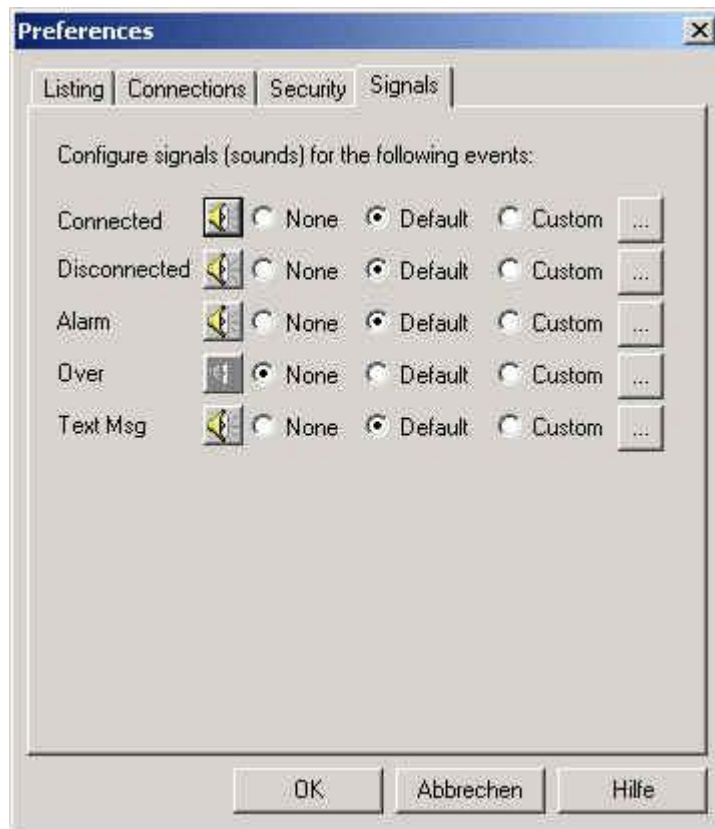 Preferences
Listing Connections Security Signals
Configure signals (sounds) for the following events:
Connected None Default Custom ...
Disconnected None Default Custom ...
Alarm None Default Custom ...
Over None Default Custom ...
Text Msg None Default Custom ...
OK Abbrechen Hilfe